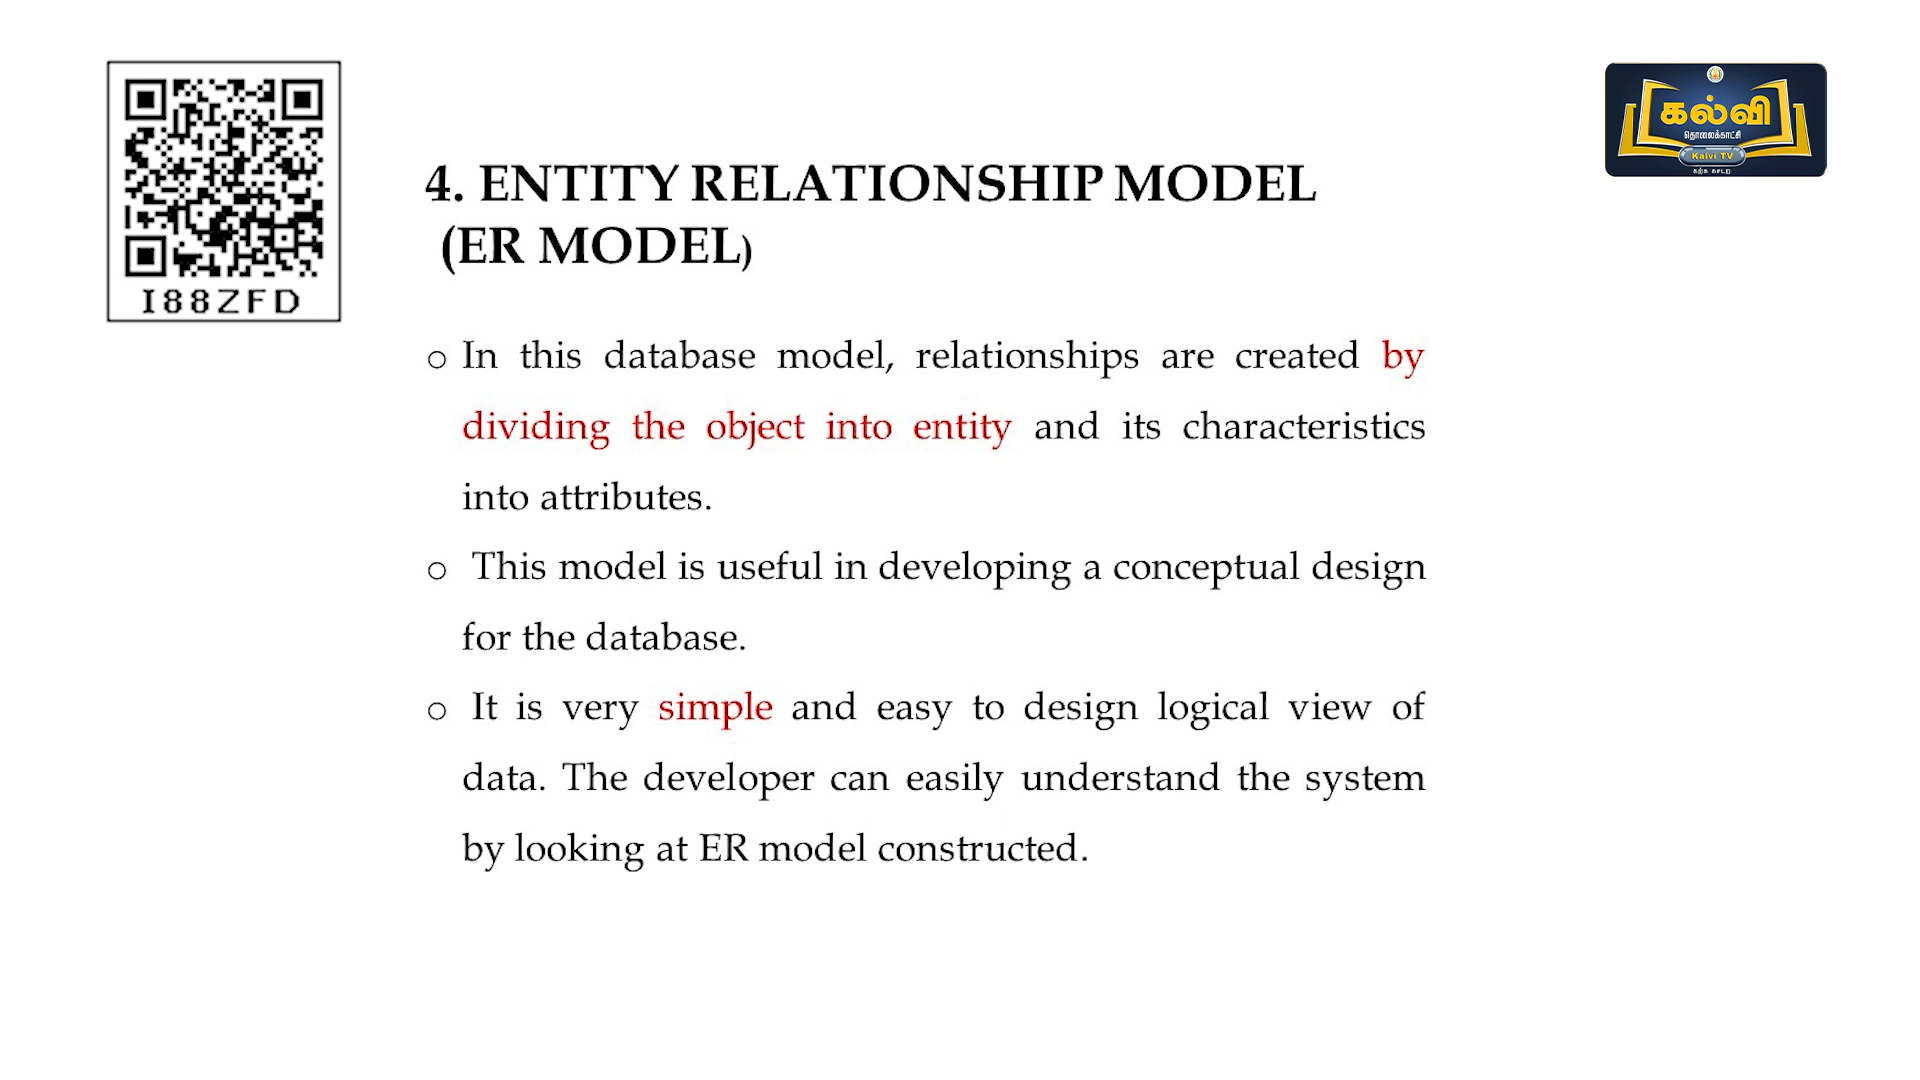 I88ZFD
கல்வி
தொலைக்காட்சி
Kalvi TV
கற்க கசடற
4. ENTITY RELATIONSHIP MODEL
(ER MODEL)
o In this database model, relationships are created by
dividing the object into entity and its characteristics
into attributes.
o This model is useful in developing a conceptual design
for the database.
o It is very simple and easy to design logical view of
data. The developer can easily understand the system
by looking at ER model constructed.